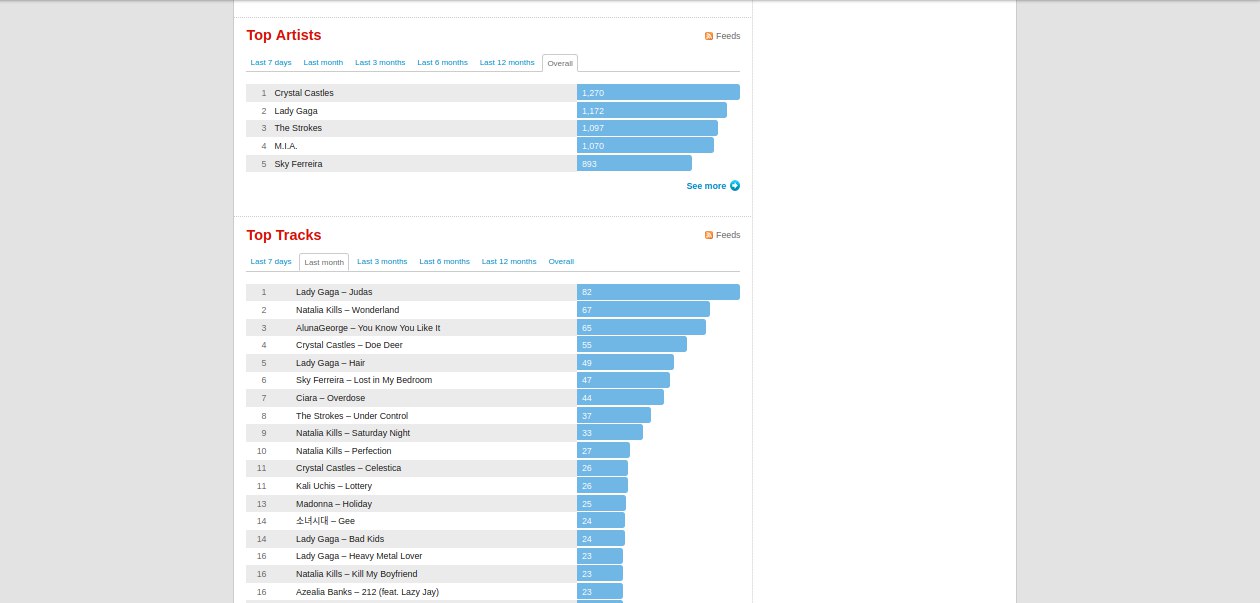 Top Artists Feeds
Last 7 days Last month Last 3 months Last 6 months Last 12 months Overall
1 Crystal Castles 1,270
2 Lady Gaga 1,172
3 The Strokes 1,097
4 M.I.A. 1,070
5 Sky Ferreira 893
See more
Top Tracks Feeds
Last 7 days Last month Last 3 months Last 6 months Last 12 months Overall
1 Lady Gaga – Judas 82
2 Natalia Kills – Wonderland 67
3 AlunaGeorge – You Know You Like It 65
4 Crystal Castles – Doe Deer 55
5 Lady Gaga – Hair 49
6 Sky Ferreira – Lost in My Bedroom 47
7 Ciara – Overdose 44
8 The Strokes – Under Control 37
9 Natalia Kills – Saturday Night 33
10 Natalia Kills – Perfection 27
11 Crystal Castles – Celestica 26
11 Kali Uchis – Lottery 26
13 Madonna – Holiday 25
14 소녀시대 – Gee 24
14 Lady Gaga – Bad Kids 24
16 Lady Gaga – Heavy Metal Lover 23
16 Natalia Kills – Kill My Boyfriend 23
16 Azealia Banks – 212 (feat. Lazy Jay) 23